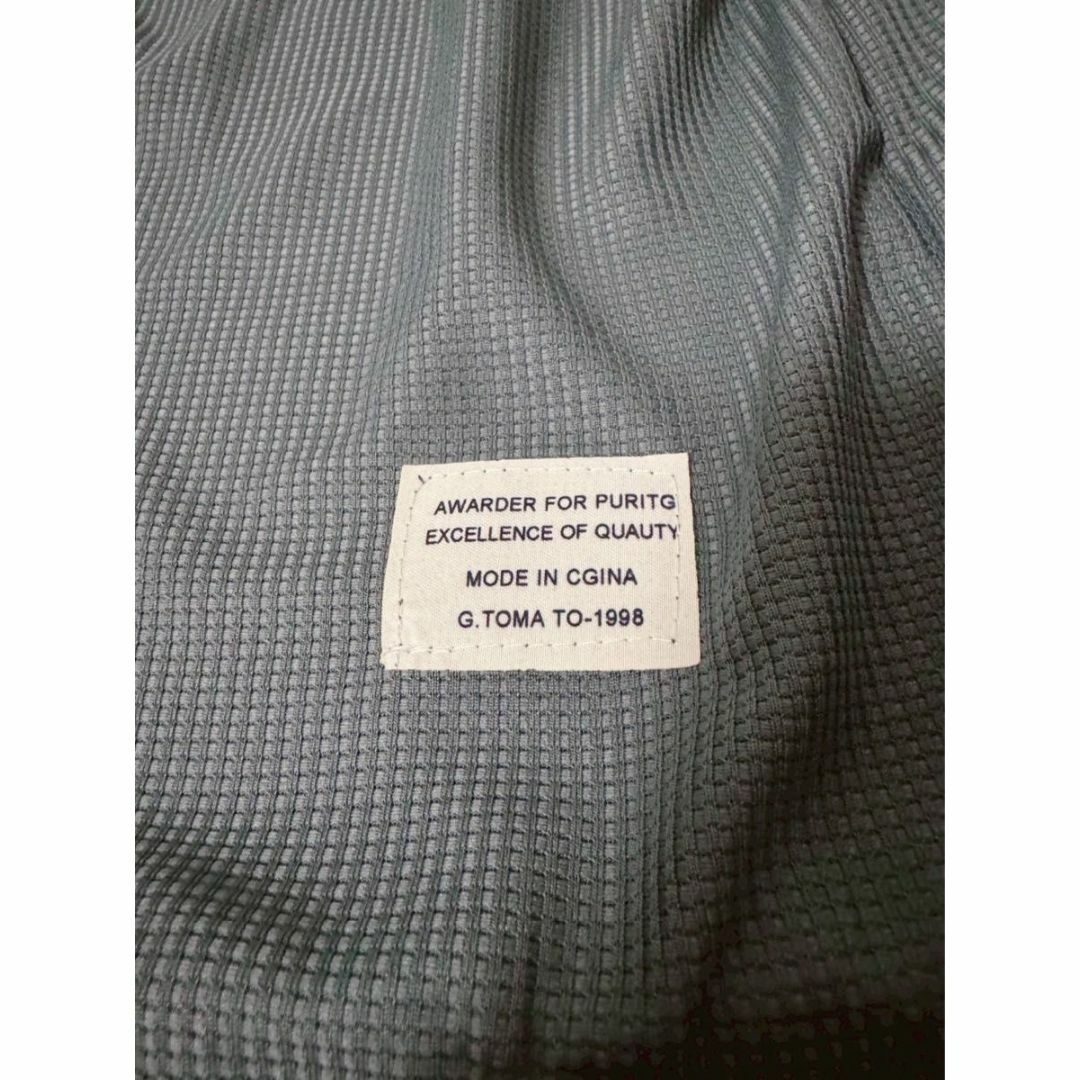 AWARDER FOR PURITG
EXCELLENCE OF QUAUTY
MODE IN CGINA
G.TOMA TO-1998